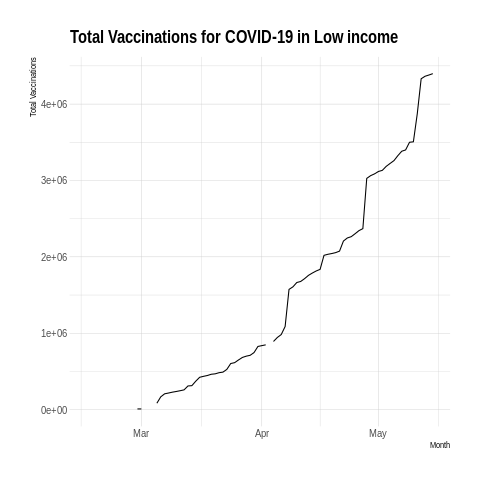 Total Vaccinations for COVID-19 in Low income
Total Vaccinations
4e+06
3e+06
2e+06
1e+06
0e+00
Mar Apr May
Month